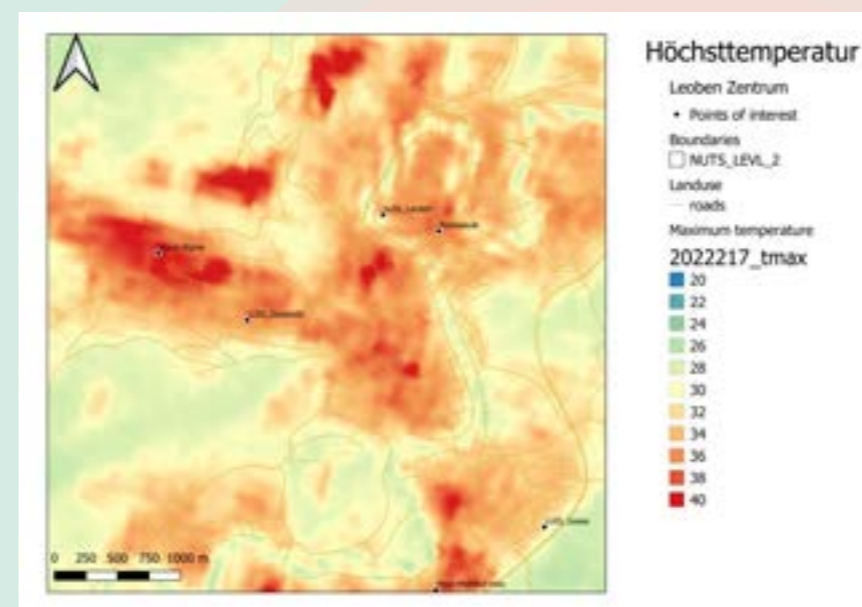 Höchsttemperatur
Leoben Zentrum
Points of interest
Boundaries
NUTS_LEVL_2
Landuse
roads
Maximum temperature
2022217_tmax
20
22
24
26
28
30
32
34
36
38
40
0 250 500 750 1000 m